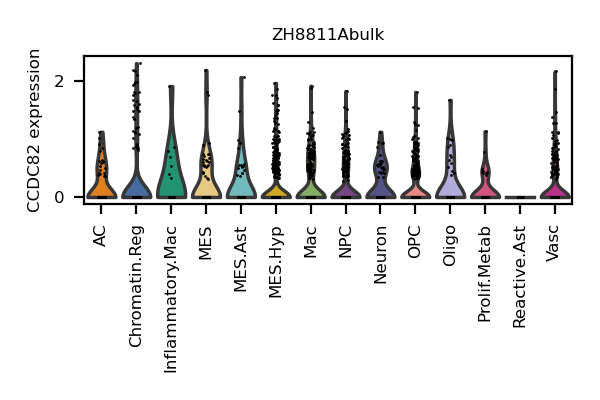 ZH8811Abulk
CCDC82 expression
2
0
AC
Chromatin.Reg
Inflammatory.Mac
MES
MES.Ast
MES.Hyp
Mac
NPC
Neuron
OPC
Oligo
Prolif.Metab
Reactive.Ast
Vasc